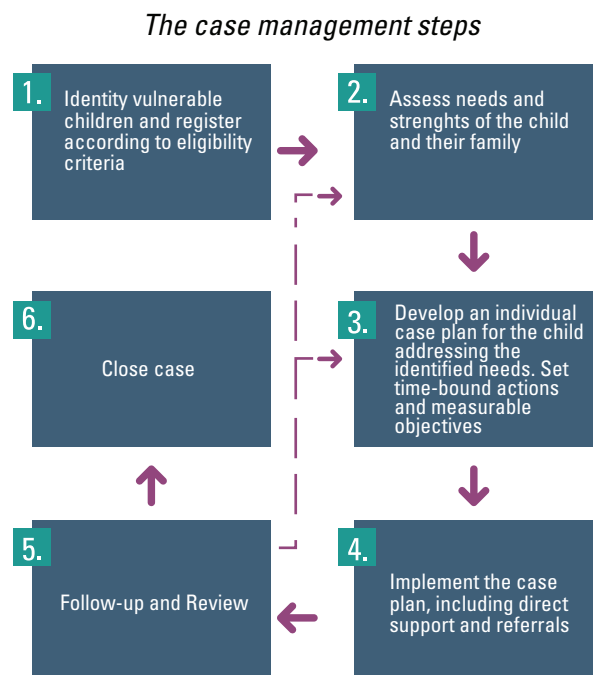 The case management steps
1.
Identity vulnerable
children and register
according to eligibility
criteria
2.
Assess needs and
strenghts of the child
and their family
3.
Develop an individual
case plan for the child
addressing the
identified needs. Set
time-bound actions
and measurable
objectives
4.
Implement the case
plan, including direct
support and referrals
5.
Follow-up and Review
6.
Close case